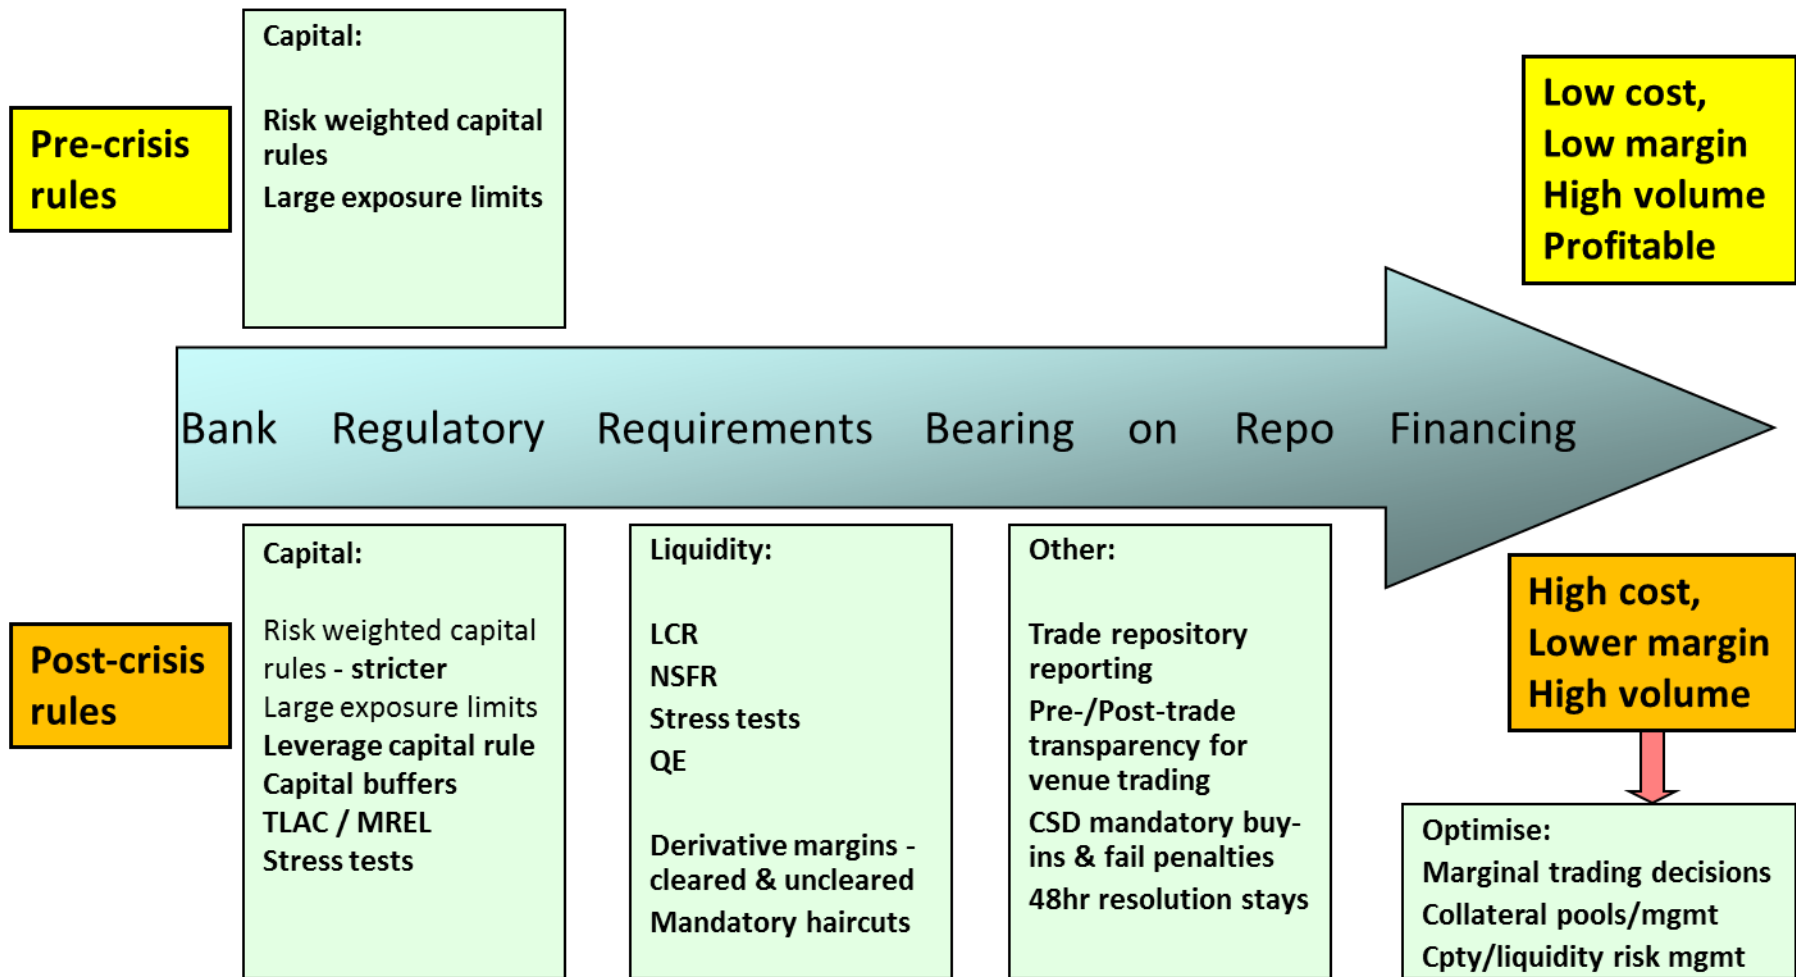 Capital:
Risk weighted capital
rules
Large exposure limits
Pre-crisis
rules
Low cost,
Low margin
High volume
Profitable
Bank Regulatory Requirements Bearing on Repo Financing
Post-crisis
rules
Capital:
Risk weighted capital
rules - stricter
Large exposure limits
Leverage capital rule
Capital buffers
TLAC / MREL
Stress tests
Liquidity:
LCR
NSFR
Stress tests
QE
Derivative margins -
cleared & uncleared
Mandatory haircuts
Other:
Trade repository
reporting
Pre-/Post-trade
transparency for
venue trading
CSD mandatory buy-
ins & fail penalties
48hr resolution stays
High cost,
Lower margin
High volume
Optimise:
Marginal trading decisions
Collateral pools/mgmt
Cpty/liquidity risk mgmt